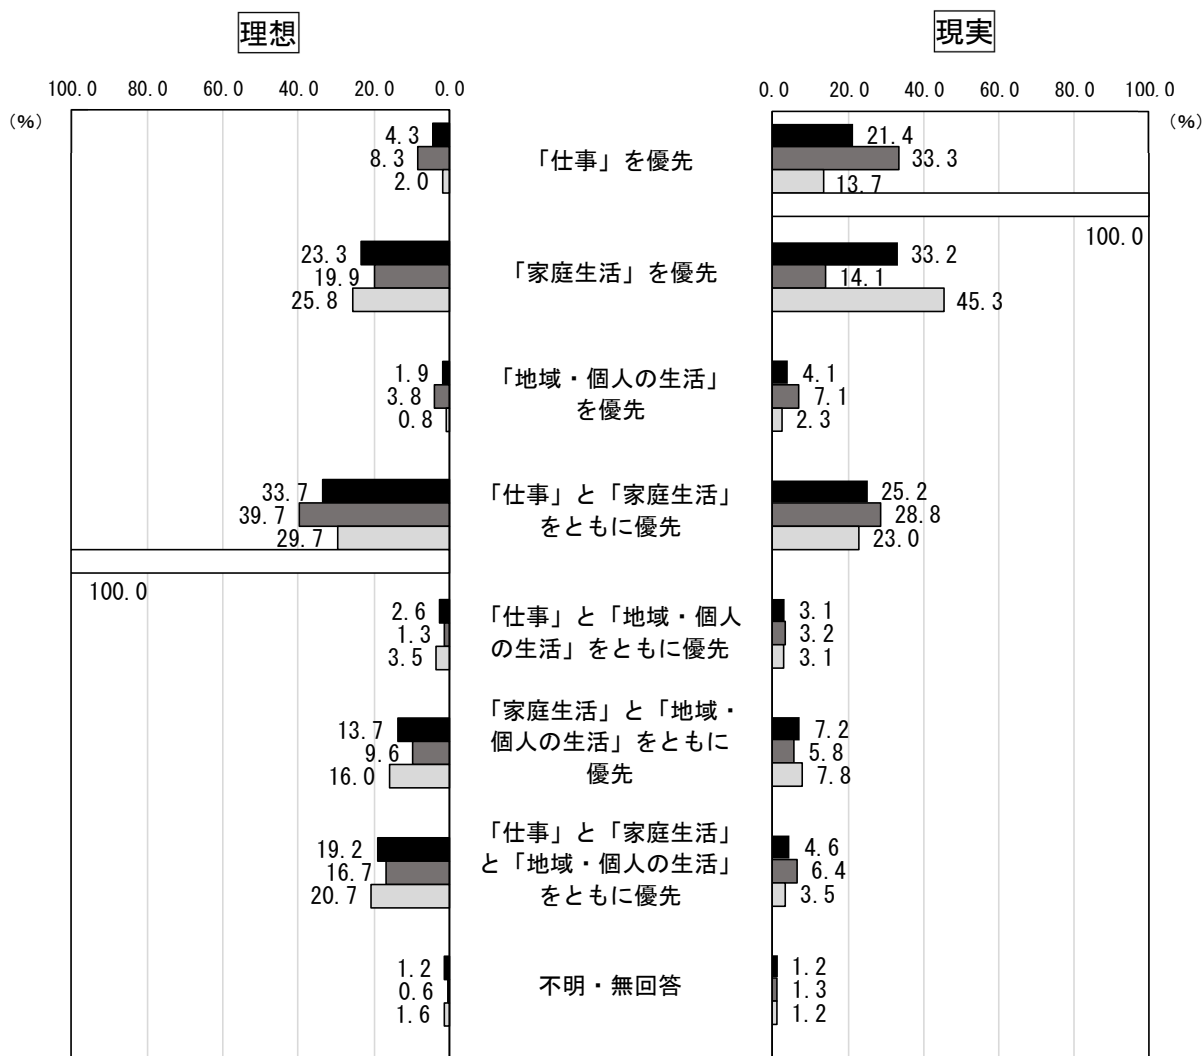 理想
現実
100.0 80.0 60.0 40.0 20.0 0.0
0.0 20.0 40.0 60.0 80.0 100.0
(%)
(%)
4.3
8.3
2.0
「仕事」を優先
21.4
33.3
13.7
100.0
23.3
19.9
25.8
「家庭生活」を優先
33.2
14.1
45.3
1.9
3.8
0.8
「地域・個人の生活」
を優先
4.1
7.1
2.3
33.7
39.7
29.7
「仕事」と「家庭生活」
をともに優先
25.2
28.8
23.0
100.0
2.6
1.3
3.5
「仕事」と「地域・個人
の生活」をともに優先
3.1
3.2
3.1
13.7
9.6
16.0
「家庭生活」と「地域・
個人の生活」をともに
優先
7.2
5.8
7.8
19.2
16.7
20.7
「仕事」と「家庭生活」
と「地域・個人の生活」
をともに優先
4.6
6.4
3.5
1.2
0.6
1.6
不明・無回答
1.2
1.3
1.2